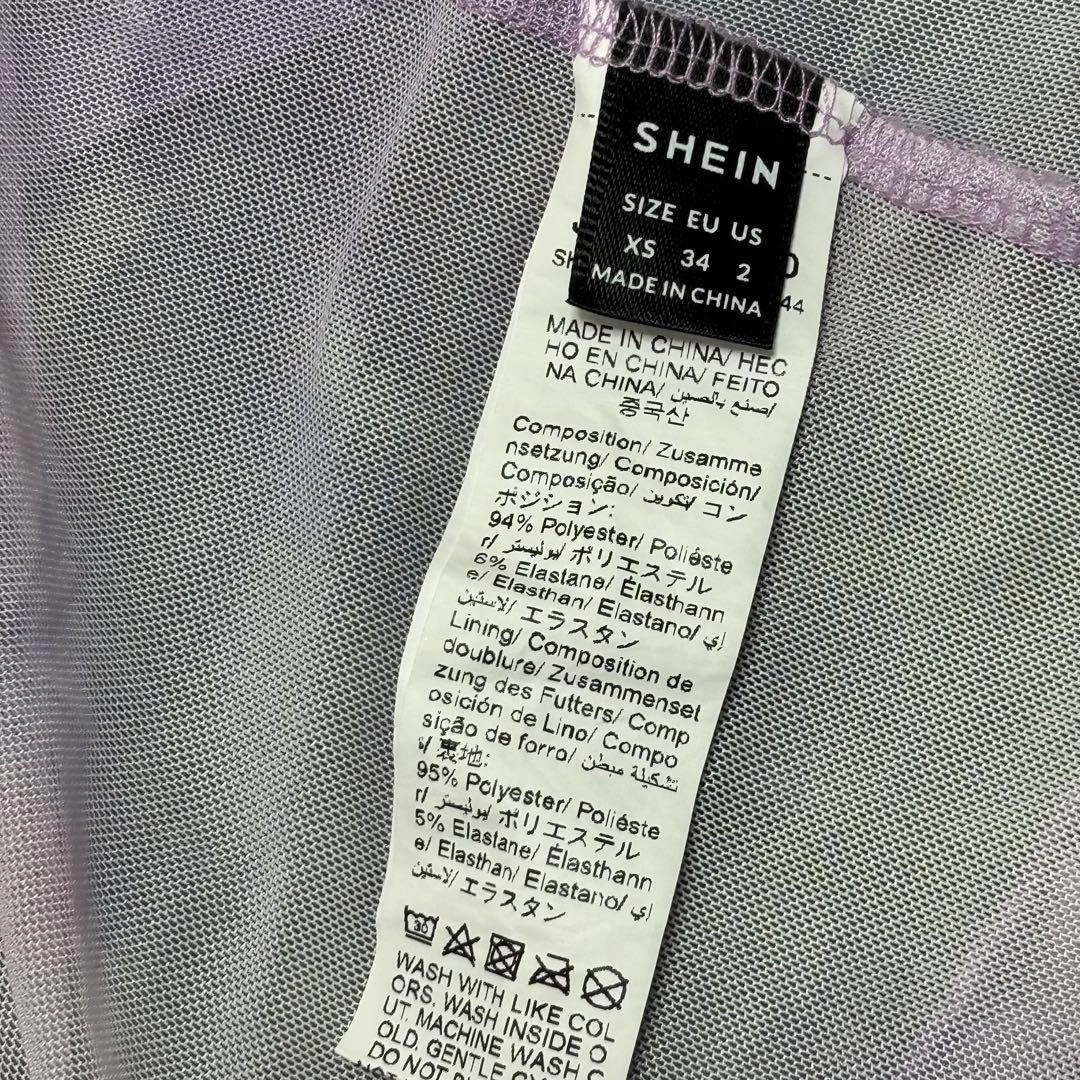 SHEIN
SIZE EU US
XS 34 2
MADE IN CHINA
44
MADE IN CHINA/ HEC
HO EN CHINA/ FEITO
NA CHINA/ صنع بالصين/
중국산
Composition/ Zusamme
nsetzung/ Composición/
Composição/ تكوين/ コン
ポジション:
94% Polyester/ Poliéste
r/ بوليستر/ ポリエステル
6% Elastane/ Élasthann
e/ Elasthan/ Elastano/ إي
لاستين/ エラスタン
Lining/ Composition de
doublure/ Zusammenset
zung des Futters/ Comp
osición de Lino/ Compo
sição de forro/ تشكيلة مبطن
裏地:
95% Polyester/ Poliéste
r/ بوليستر/ ポリエステル
5% Elastane/ Élasthann
e/ Elasthan/ Elastano/ إي
لاستين/ エラスタン
30
WASH WITH LIKE COL
ORS. WASH INSIDE O
UT. MACHINE WASH C
OLD. GENTLE CY
DO NOT